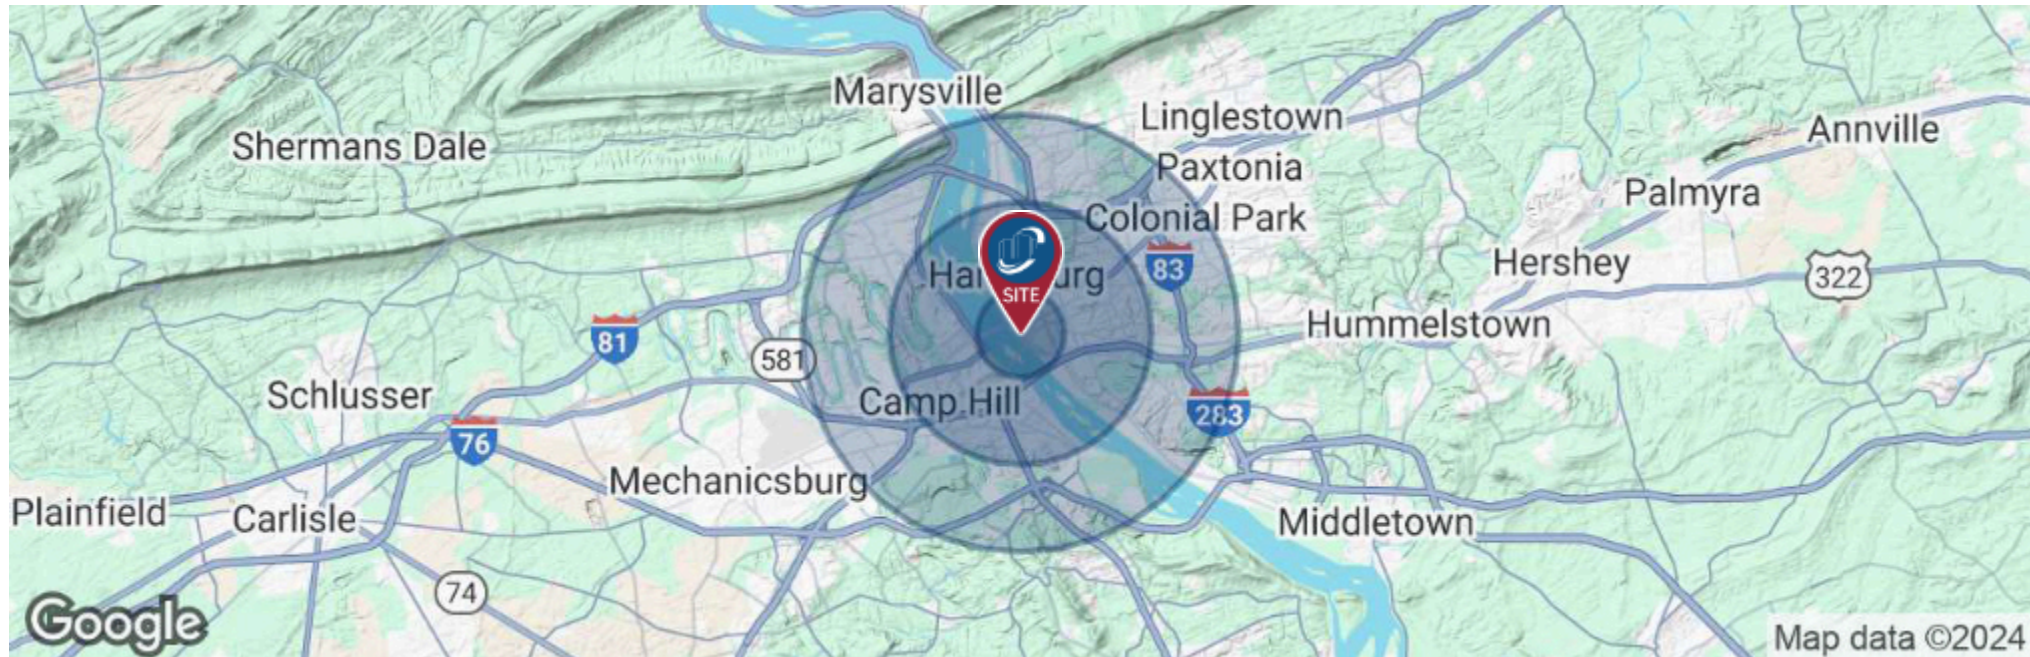 Marysville
Linglestown
Annville
Shermans Dale
Paxtonia
Palmyra
Colonial Park
Hershey
83
322
SITE
Hummelstown
81
581
Schlusser
Camp Hill
283
76
Mechanicsburg
Plainfield
Carlisle
Middletown
74
Google
Map data ©2024